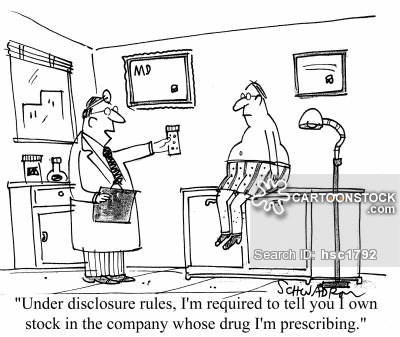 MD
CARTOONSTOCK
.com
Search ID: hsc1792
SCHWADRON
"Under disclosure rules, I'm required to tell you I own
stock in the company whose drug I'm prescribing."